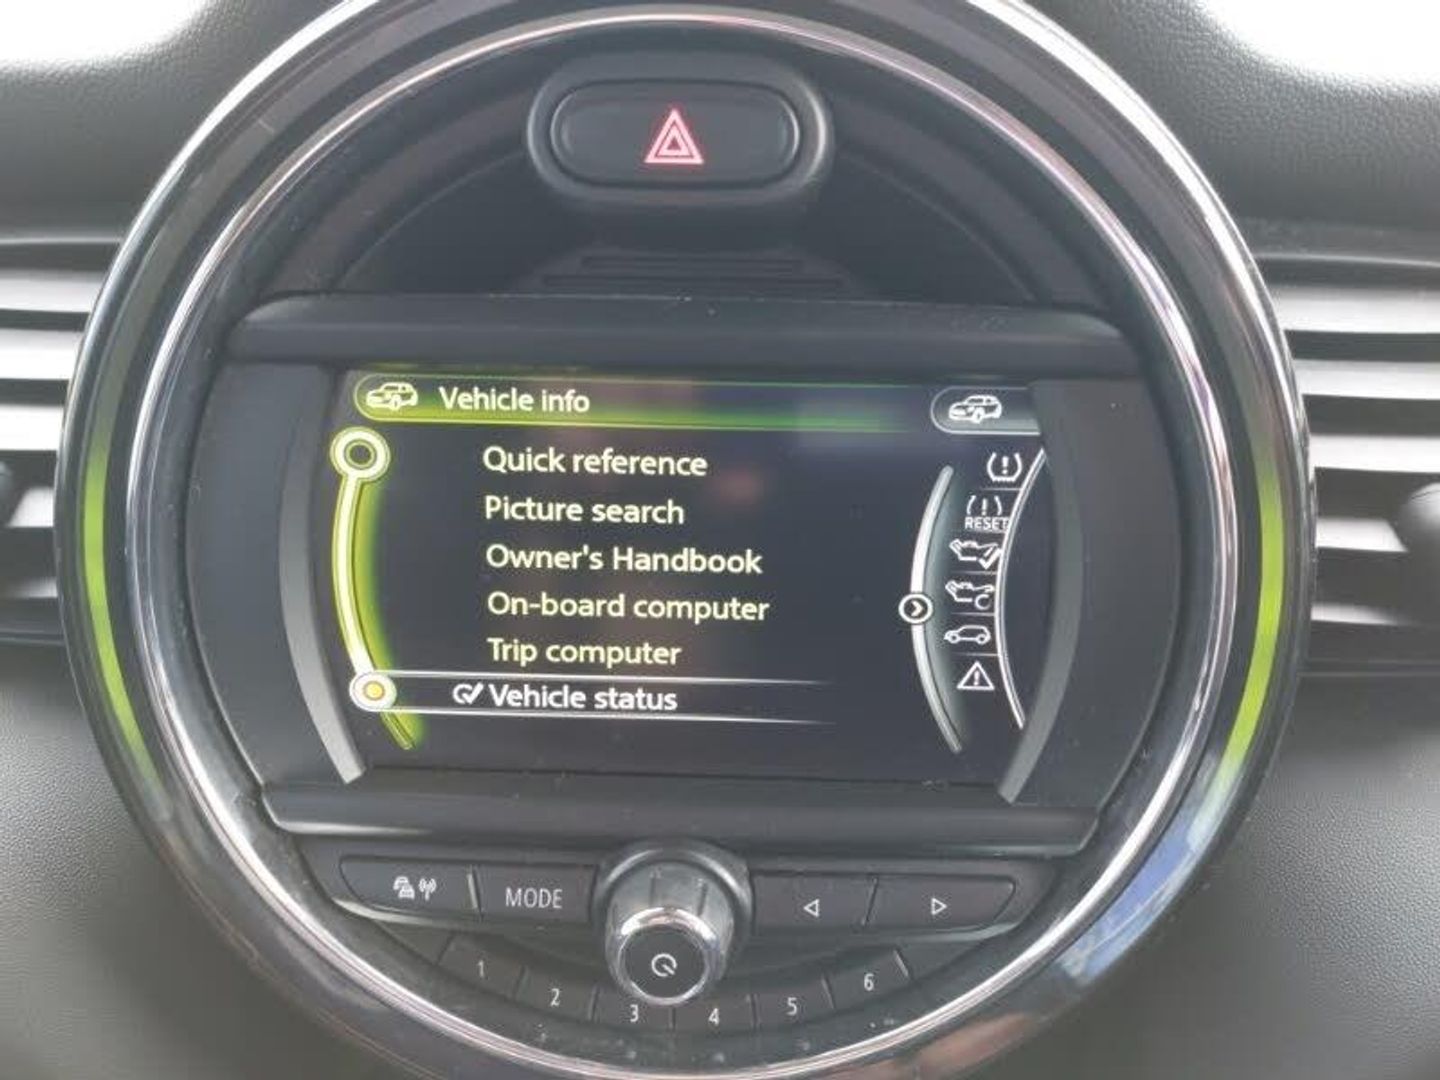 Vehicle info
Quick reference
Picture search
Owner's Handbook
On-board computer
Trip computer
Vehicle status
RESET
MODE
1
2
3
4
5
6